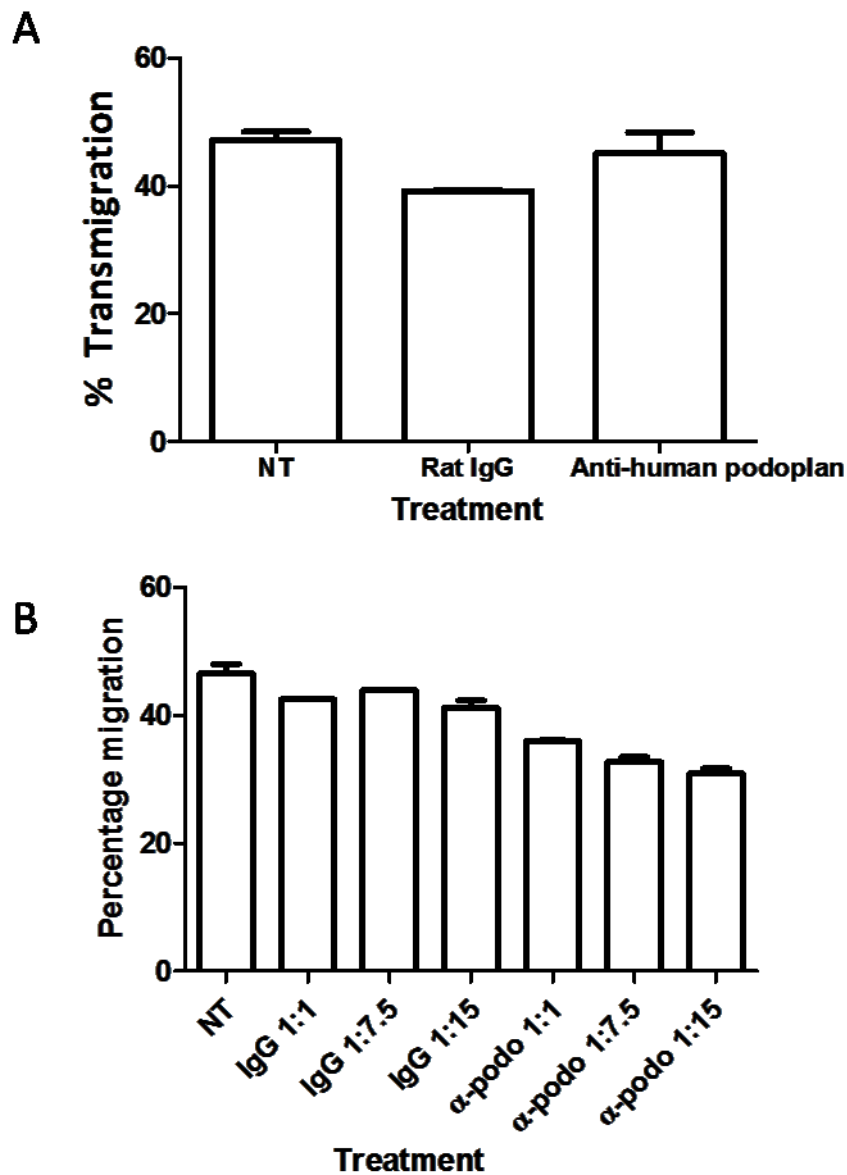 A
60
40
20
0
% Transmigration
NT Rat IgG Anti-human podoplan
Treatment
B
60
40
20
0
Percentage migration
NT
IgG 1:1
IgG 1:7.5
IgG 1:15
α-podo 1:1
α-podo 1:7.5
α-podo 1:15
Treatment